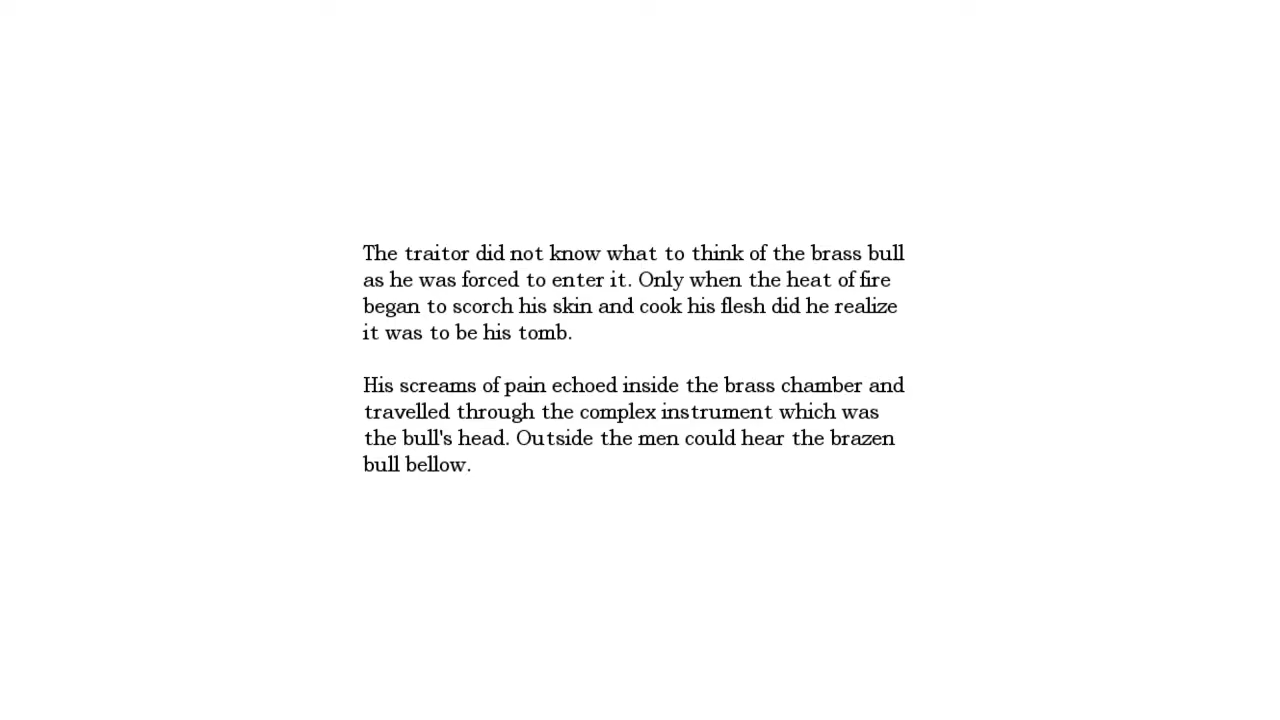 The traitor did not know what to think of the brass bull
as he was forced to enter it. Only when the heat of fire
began to scorch his skin and cook his flesh did he realize
it was to be his tomb.
His screams of pain echoed inside the brass chamber and
travelled through the complex instrument which was
the bull's head. Outside the men could hear the brazen
bull bellow.